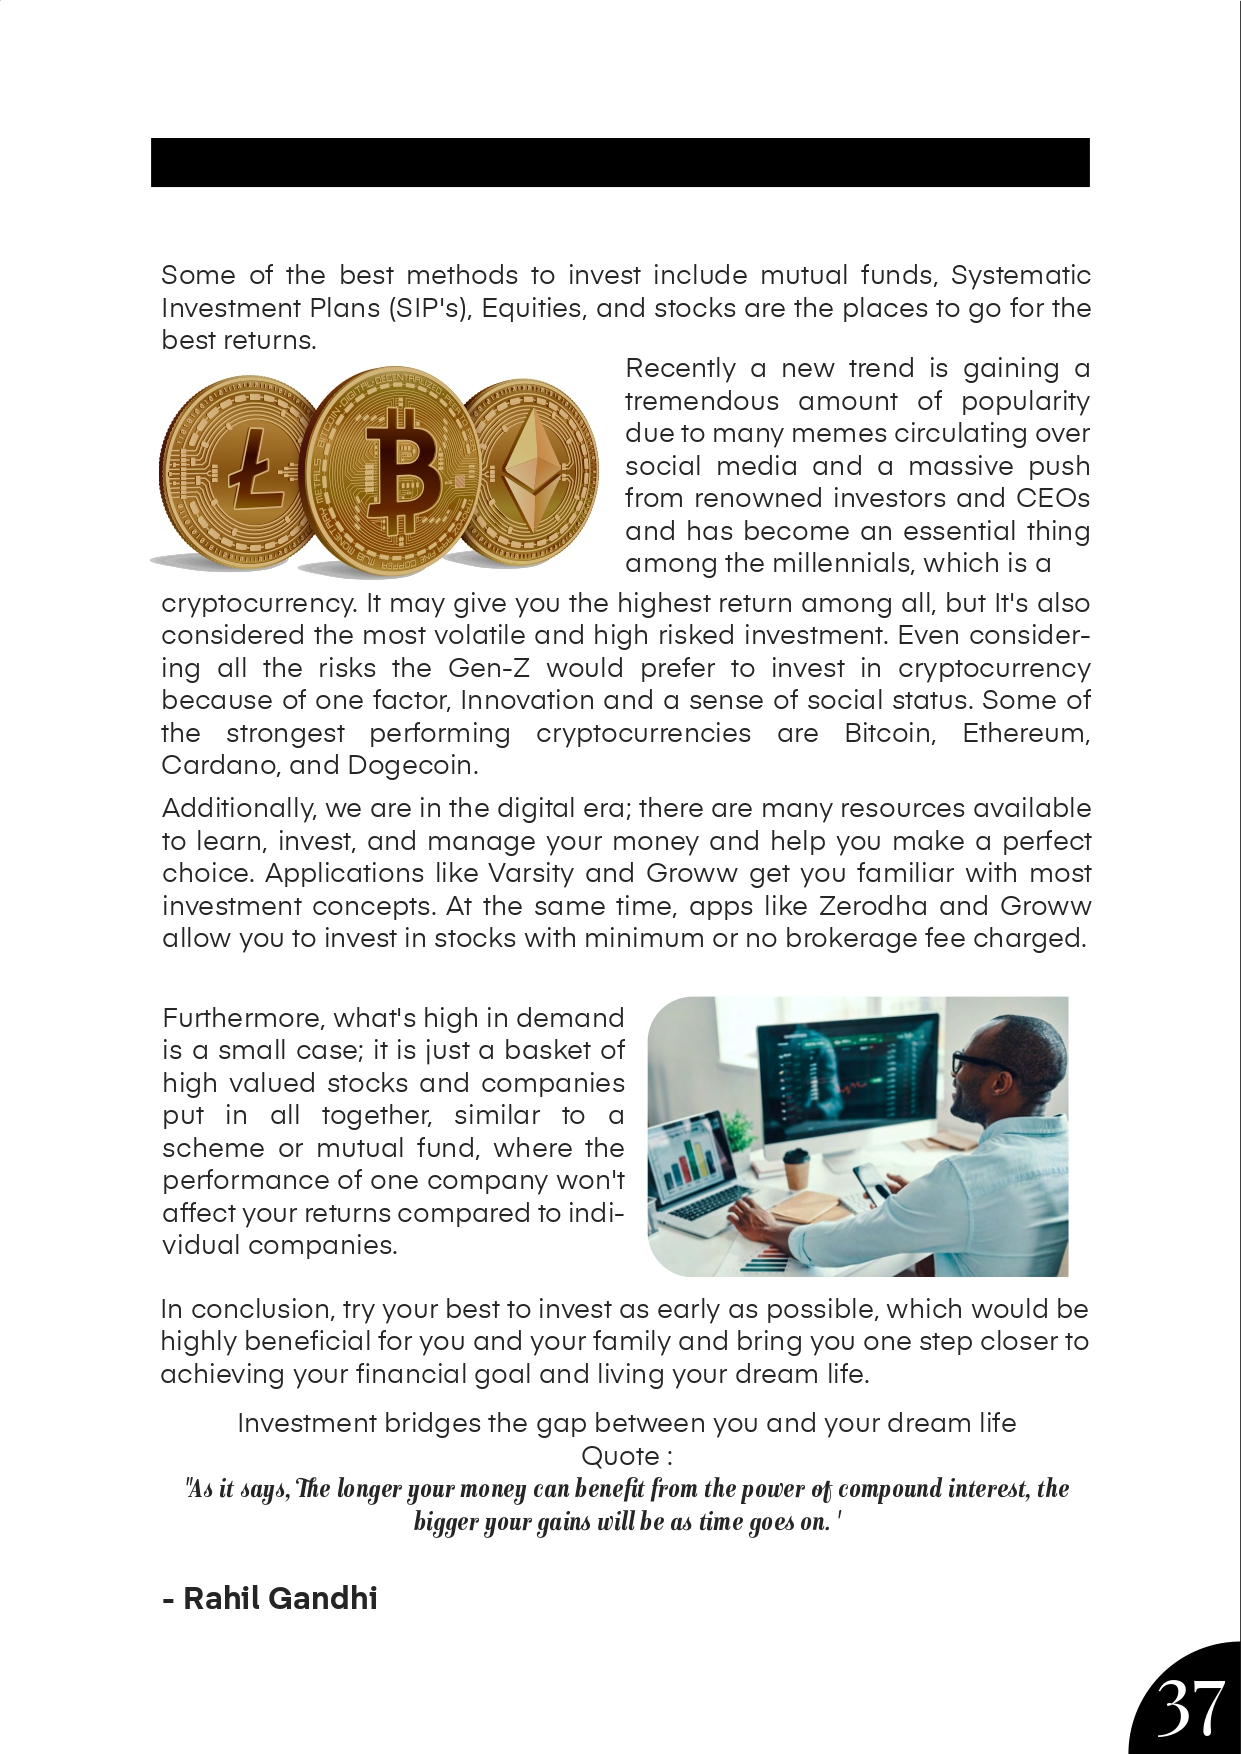 Some of the best methods to invest include mutual funds, Systematic
Investment Plans (SIP's), Equities, and stocks are the places to go for the
best returns.
Recently a new trend is gaining a
tremendous amount of popularity
due to many memes circulating over
social media and a massive push
from renowned investors and CEOs
and has become an essential thing
among the millennials, which is a
cryptocurrency. It may give you the highest return among all, but It's also
considered the most volatile and high risked investment. Even consider-
ing all the risks the Gen-Z would prefer to invest in cryptocurrency
because of one factor, Innovation and a sense of social status. Some of
the strongest performing cryptocurrencies are Bitcoin, Ethereum,
Cardano, and Dogecoin.
Additionally, we are in the digital era; there are many resources available
to learn, invest, and manage your money and help you make a perfect
choice. Applications like Varsity and Groww get you familiar with most
investment concepts. At the same time, apps like Zerodha and Groww
allow you to invest in stocks with minimum or no brokerage fee charged.
Furthermore, what's high in demand
is a small case; it is just a basket of
high valued stocks and companies
put in all together, similar to a
scheme or mutual fund, where the
performance of one company won't
affect your returns compared to indi-
vidual companies.
In conclusion, try your best to invest as early as possible, which would be
highly beneficial for you and your family and bring you one step closer to
achieving your financial goal and living your dream life.
Investment bridges the gap between you and your dream life
Quote :
"As it says, The longer your money can benefit from the power of compound interest, the
bigger your gains will be as time goes on. '
- Rahil Gandhi
37